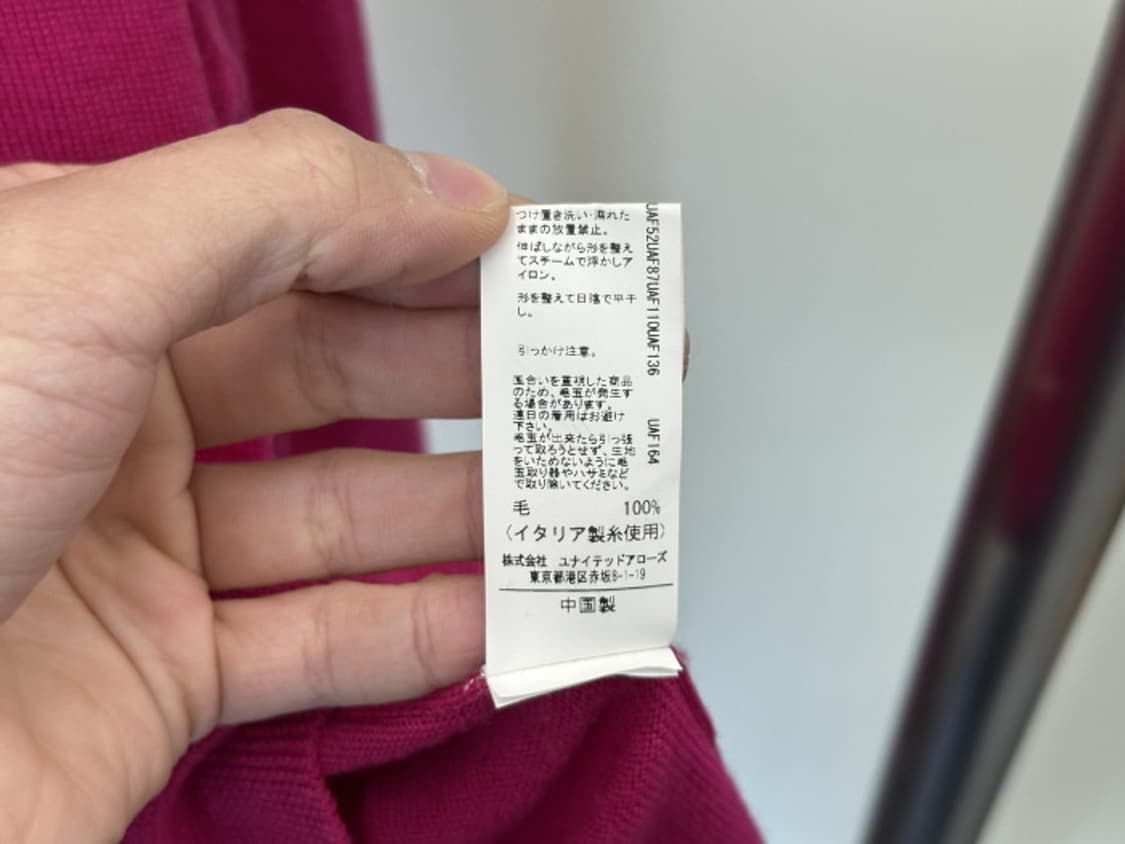 つけ置き洗い・濡れた
ままの放置禁止。
伸ばしながら形を整え
てスチームで浮かしア
イロン。
形を整えて日陰で平干
し。
引っかけ注意。
風合いを重視した商品
のため、毛玉が発生す
る場合があります。
連日の着用はお避け
下さい。
毛玉が出来たら引っ張
って取ろうとせず、生地
をいためないように毛
玉取り器やハサミなど
で取り除いてください。
毛 100%
(イタリア製糸使用)
株式会社 ユナイテッドアローズ
東京都港区赤坂8-1-19
中国製
UAF52UAF87UAF110UAF136
UAF164